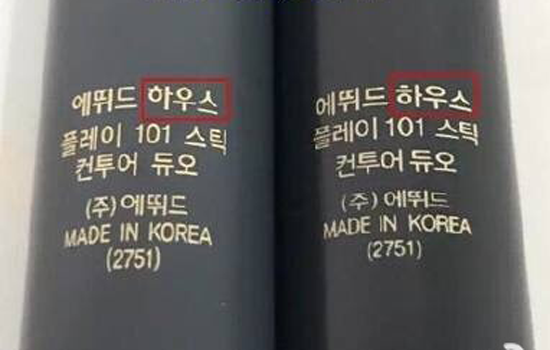 에뛰드 하우스
플레이 101 스틱
컨투어 듀오
(주) 에뛰드
MADE IN KOREA
(2751)
에뛰드 하우스
플레이 101 스틱
컨투어 듀오
(주) 에뛰드
MADE IN KOREA
(2751)